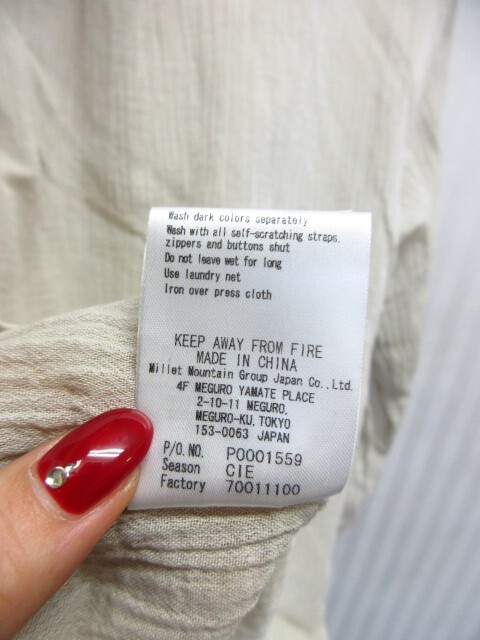 Wash dark colors separately
Wash with all self-scratching straps,
zippers and buttons shut
Do not leave wet for long
Use laundry net
Iron over press cloth
KEEP AWAY FROM FIRE
MADE IN CHINA
Millet Mountain Group Japan Co.,Ltd.
4F MEGURO YAMATE PLACE
2-10-11 MEGURO,
MEGURO-KU,TOKYO
153-0063 JAPAN
P/O.NO. P0001559
Season CIE
Factory 70011100